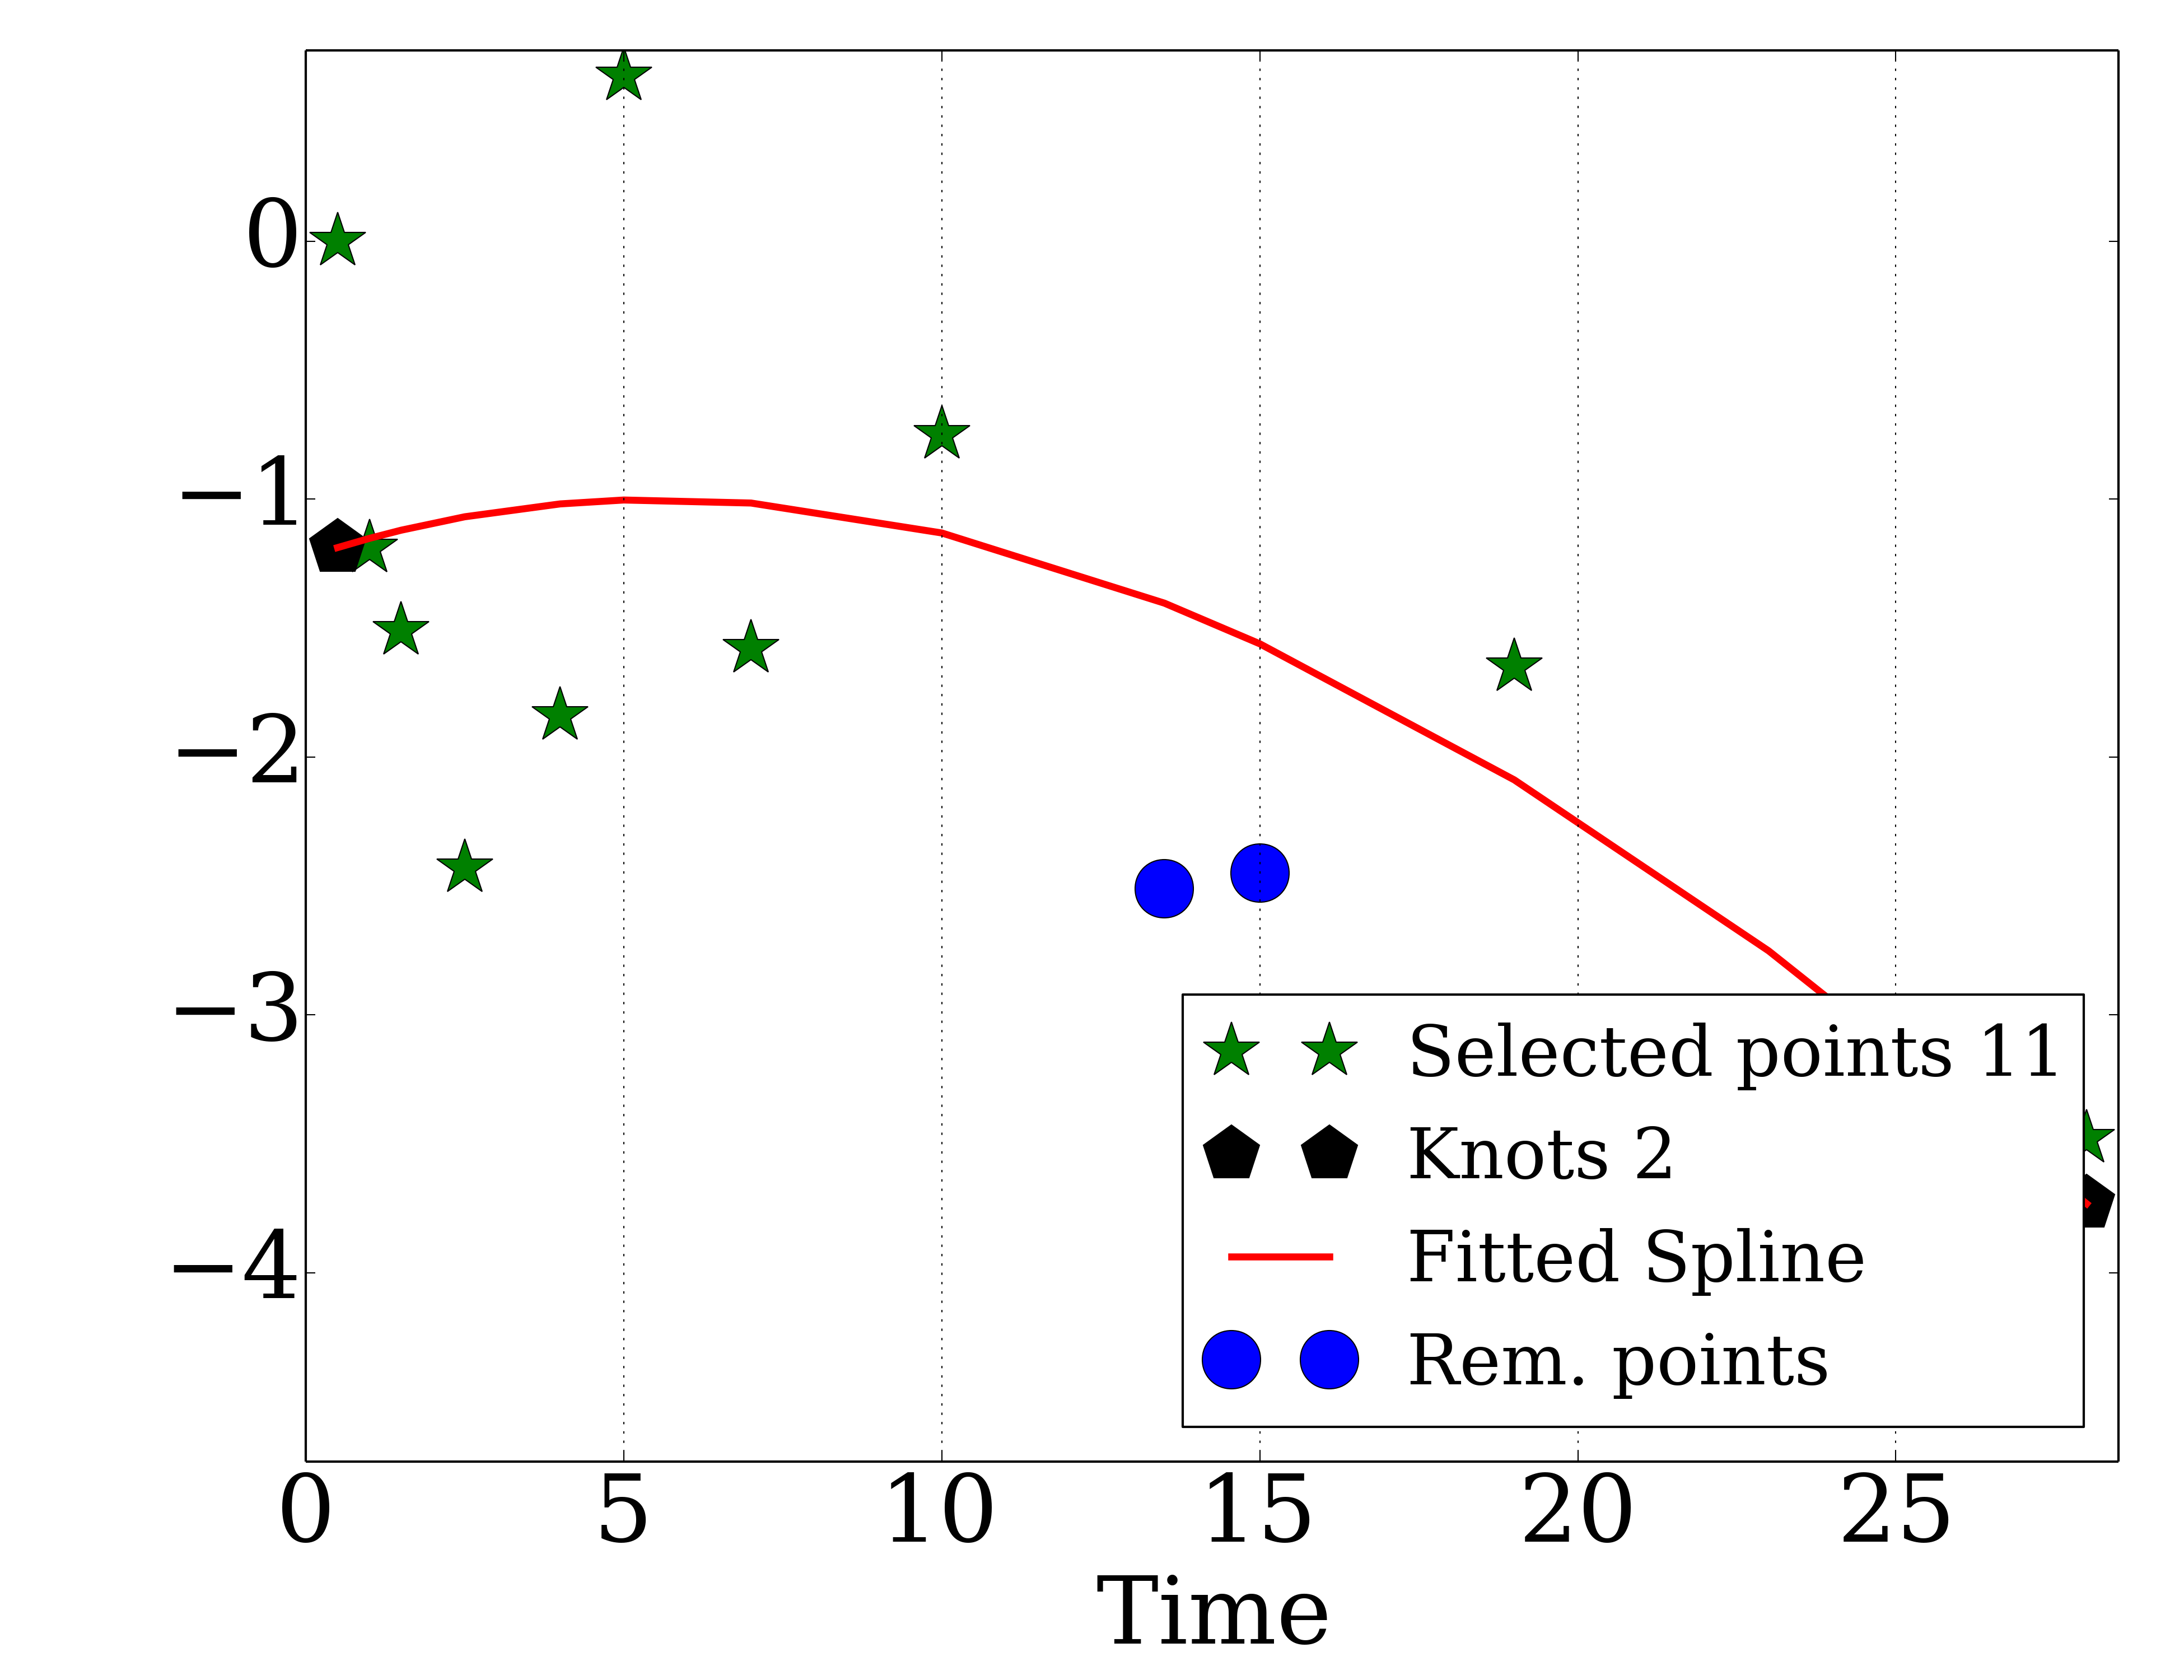 0
−1
−2
−3
−4
Selected points 11
Knots 2
Fitted Spline
Rem. points
0 5 10 15 20 25
Time